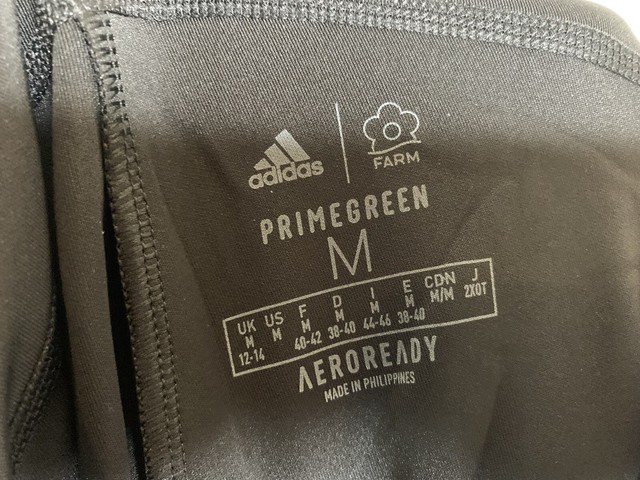 adidas
FARM
PRIMEGREEN
M
UK US F D I E CDN J
M M M M M M M/M 2XOT
12-14 40-42 38-40 44-46 38-40
AEROREADY
MADE IN PHILIPPINES